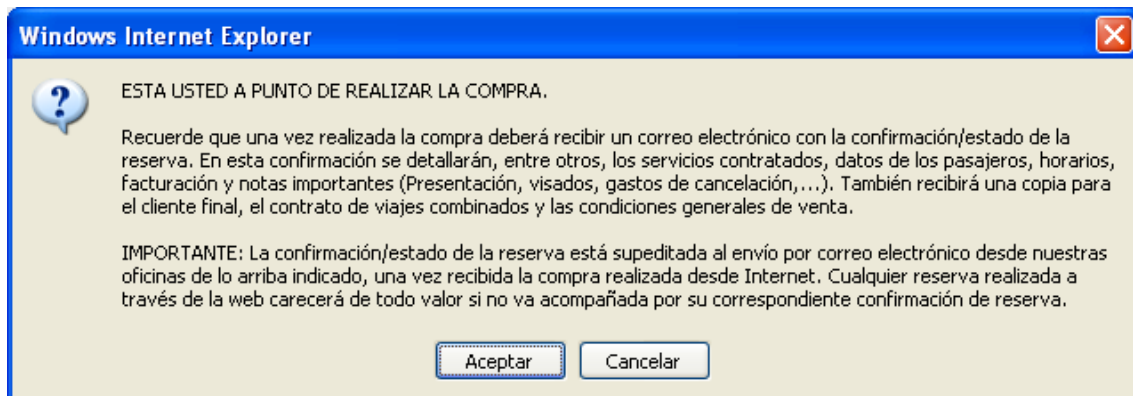 Windows Internet Explorer
ESTA USTED A PUNTO DE REALIZAR LA COMPRA.
Recuerde que una vez realizada la compra deberá recibir un correo electrónico con la confirmación/estado de la
reserva. En esta confirmación se detallarán, entre otros, los servicios contratados, datos de los pasajeros, horarios,
facturación y notas importantes (Presentación, visados, gastos de cancelación,...). También recibirá una copia para
el cliente final, el contrato de viajes combinados y las condiciones generales de venta.
IMPORTANTE: La confirmación/estado de la reserva está supeditada al envío por correo electrónico desde nuestras
oficinas de lo arriba indicado, una vez recibida la compra realizada desde Internet. Cualquier reserva realizada a
través de la web carecerá de todo valor si no va acompañada por su correspondiente confirmación de reserva.
Aceptar Cancelar